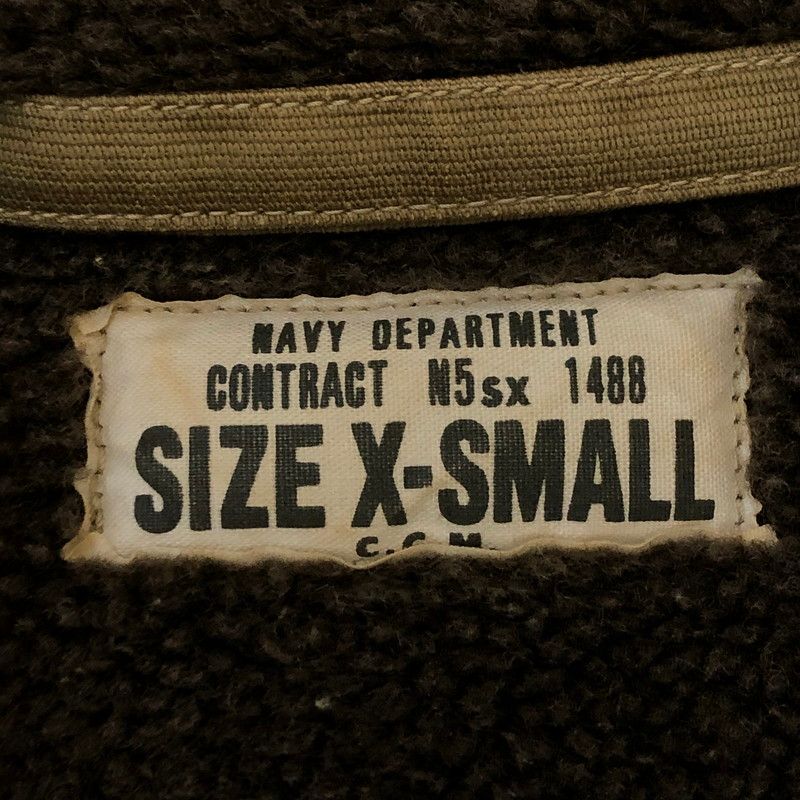 NAVY DEPARTMENT
CONTRACT N5sx 1488
SIZE X-SMALL